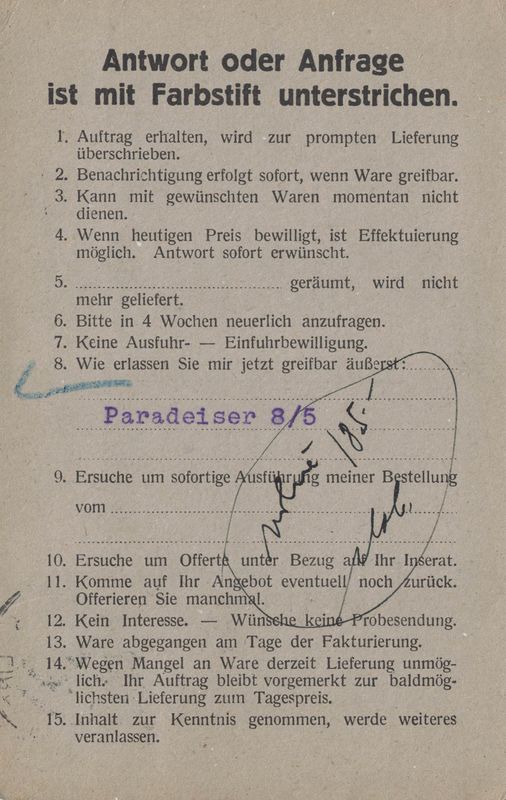 Antwort oder Anfrage
ist mit Farbstift unterstrichen.
1. Auftrag erhalten, wird zur prompten Lieferung
überschrieben.
2. Benachrichtigung erfolgt sofort, wenn Ware greifbar.
3. Kann mit gewünschten Waren momentan nicht
dienen.
4. Wenn heutigen Preis bewilligt, ist Effektuierung
möglich. Antwort sofort erwünscht.
5. ........................................ geräumt, wird nicht
mehr geliefert.
6. Bitte in 4 Wochen neuerlich anzufragen.
7. Keine Ausfuhr- — Einfuhrbewilligung.
8. Wie erlassen Sie mir jetzt greifbar äußerst:..........
Paradeiser 8/5
185.-
9. Ersuche um sofortige Ausführung meiner Bestellung
vom ........................................
10. Ersuche um Offerte unter Bezug auf Ihr Inserat.
11. Komme auf Ihr Angebot eventuell noch zurück.
Offerieren Sie manchmal.
12. Kein Interesse. — Wünsche keine Probesendung.
13. Ware abgegangen am Tage der Fakturierung.
14. Wegen Mangel an Ware derzeit Lieferung unmög-
lich. Ihr Auftrag bleibt vorgemerkt zur baldmög-
lichsten Lieferung zum Tagespreis.
15. Inhalt zur Kenntnis genommen, werde weiteres
veranlassen.